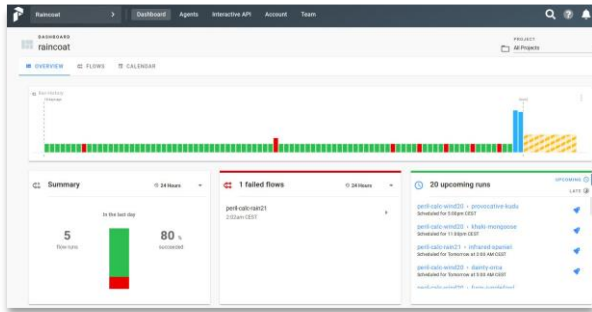 Raincoat
Dashboard
Agents
Interactive API
Account
Team
DASHBOARD
raincoat
PROJECT
All Projects
OVERVIEW
FLOWS
CALENDAR
Run History
Summary
24 Hours
In the last day
5
flow runs
80 %
succeeded
1 failed flows
24 Hours
peril-calc-rain21
2:02am CEST
20 upcoming runs
UPCOMING
LATE
peril-calc-wind20 › provocative-kudu
Scheduled for 5:00pm CEST
peril-calc-wind20 › khaki-mongoose
Scheduled for 11:00pm CEST
peril-calc-rain21 › infrared-spaniel
Scheduled for Tomorrow at 2:00 AM CEST
peril-calc-wind20 › dainty-orca
Scheduled for Tomorrow at 5:00 AM CEST